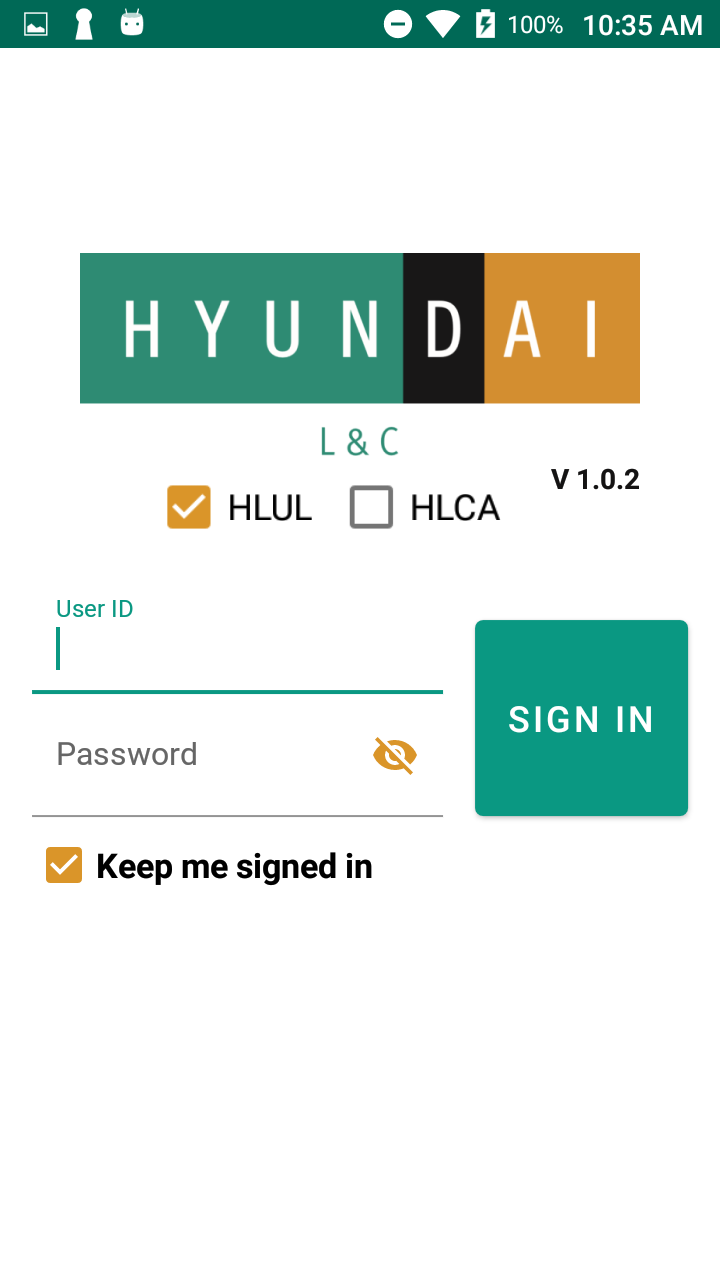 100% 10:35 AM
HYUNDAI
L & C
V 1.0.2
HLUL HLCA
User ID
SIGN IN
Password
Keep me signed in